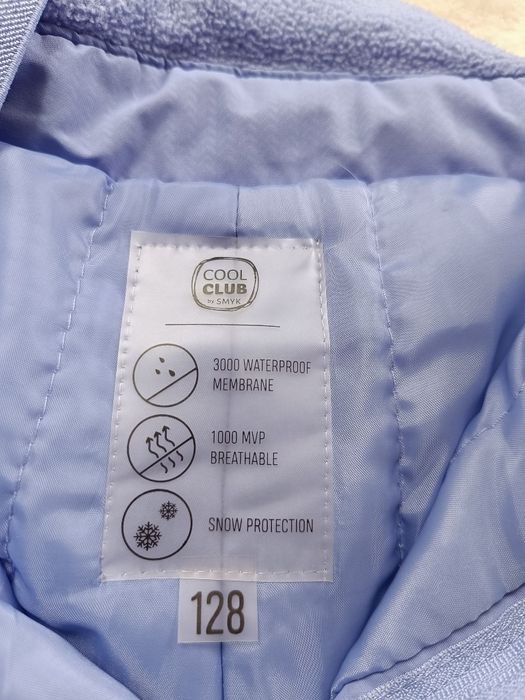 COOL
CLUB
by SMYK
3000 WATERPROOF
MEMBRANE
1000 MVP
BREATHABLE
SNOW PROTECTION
128